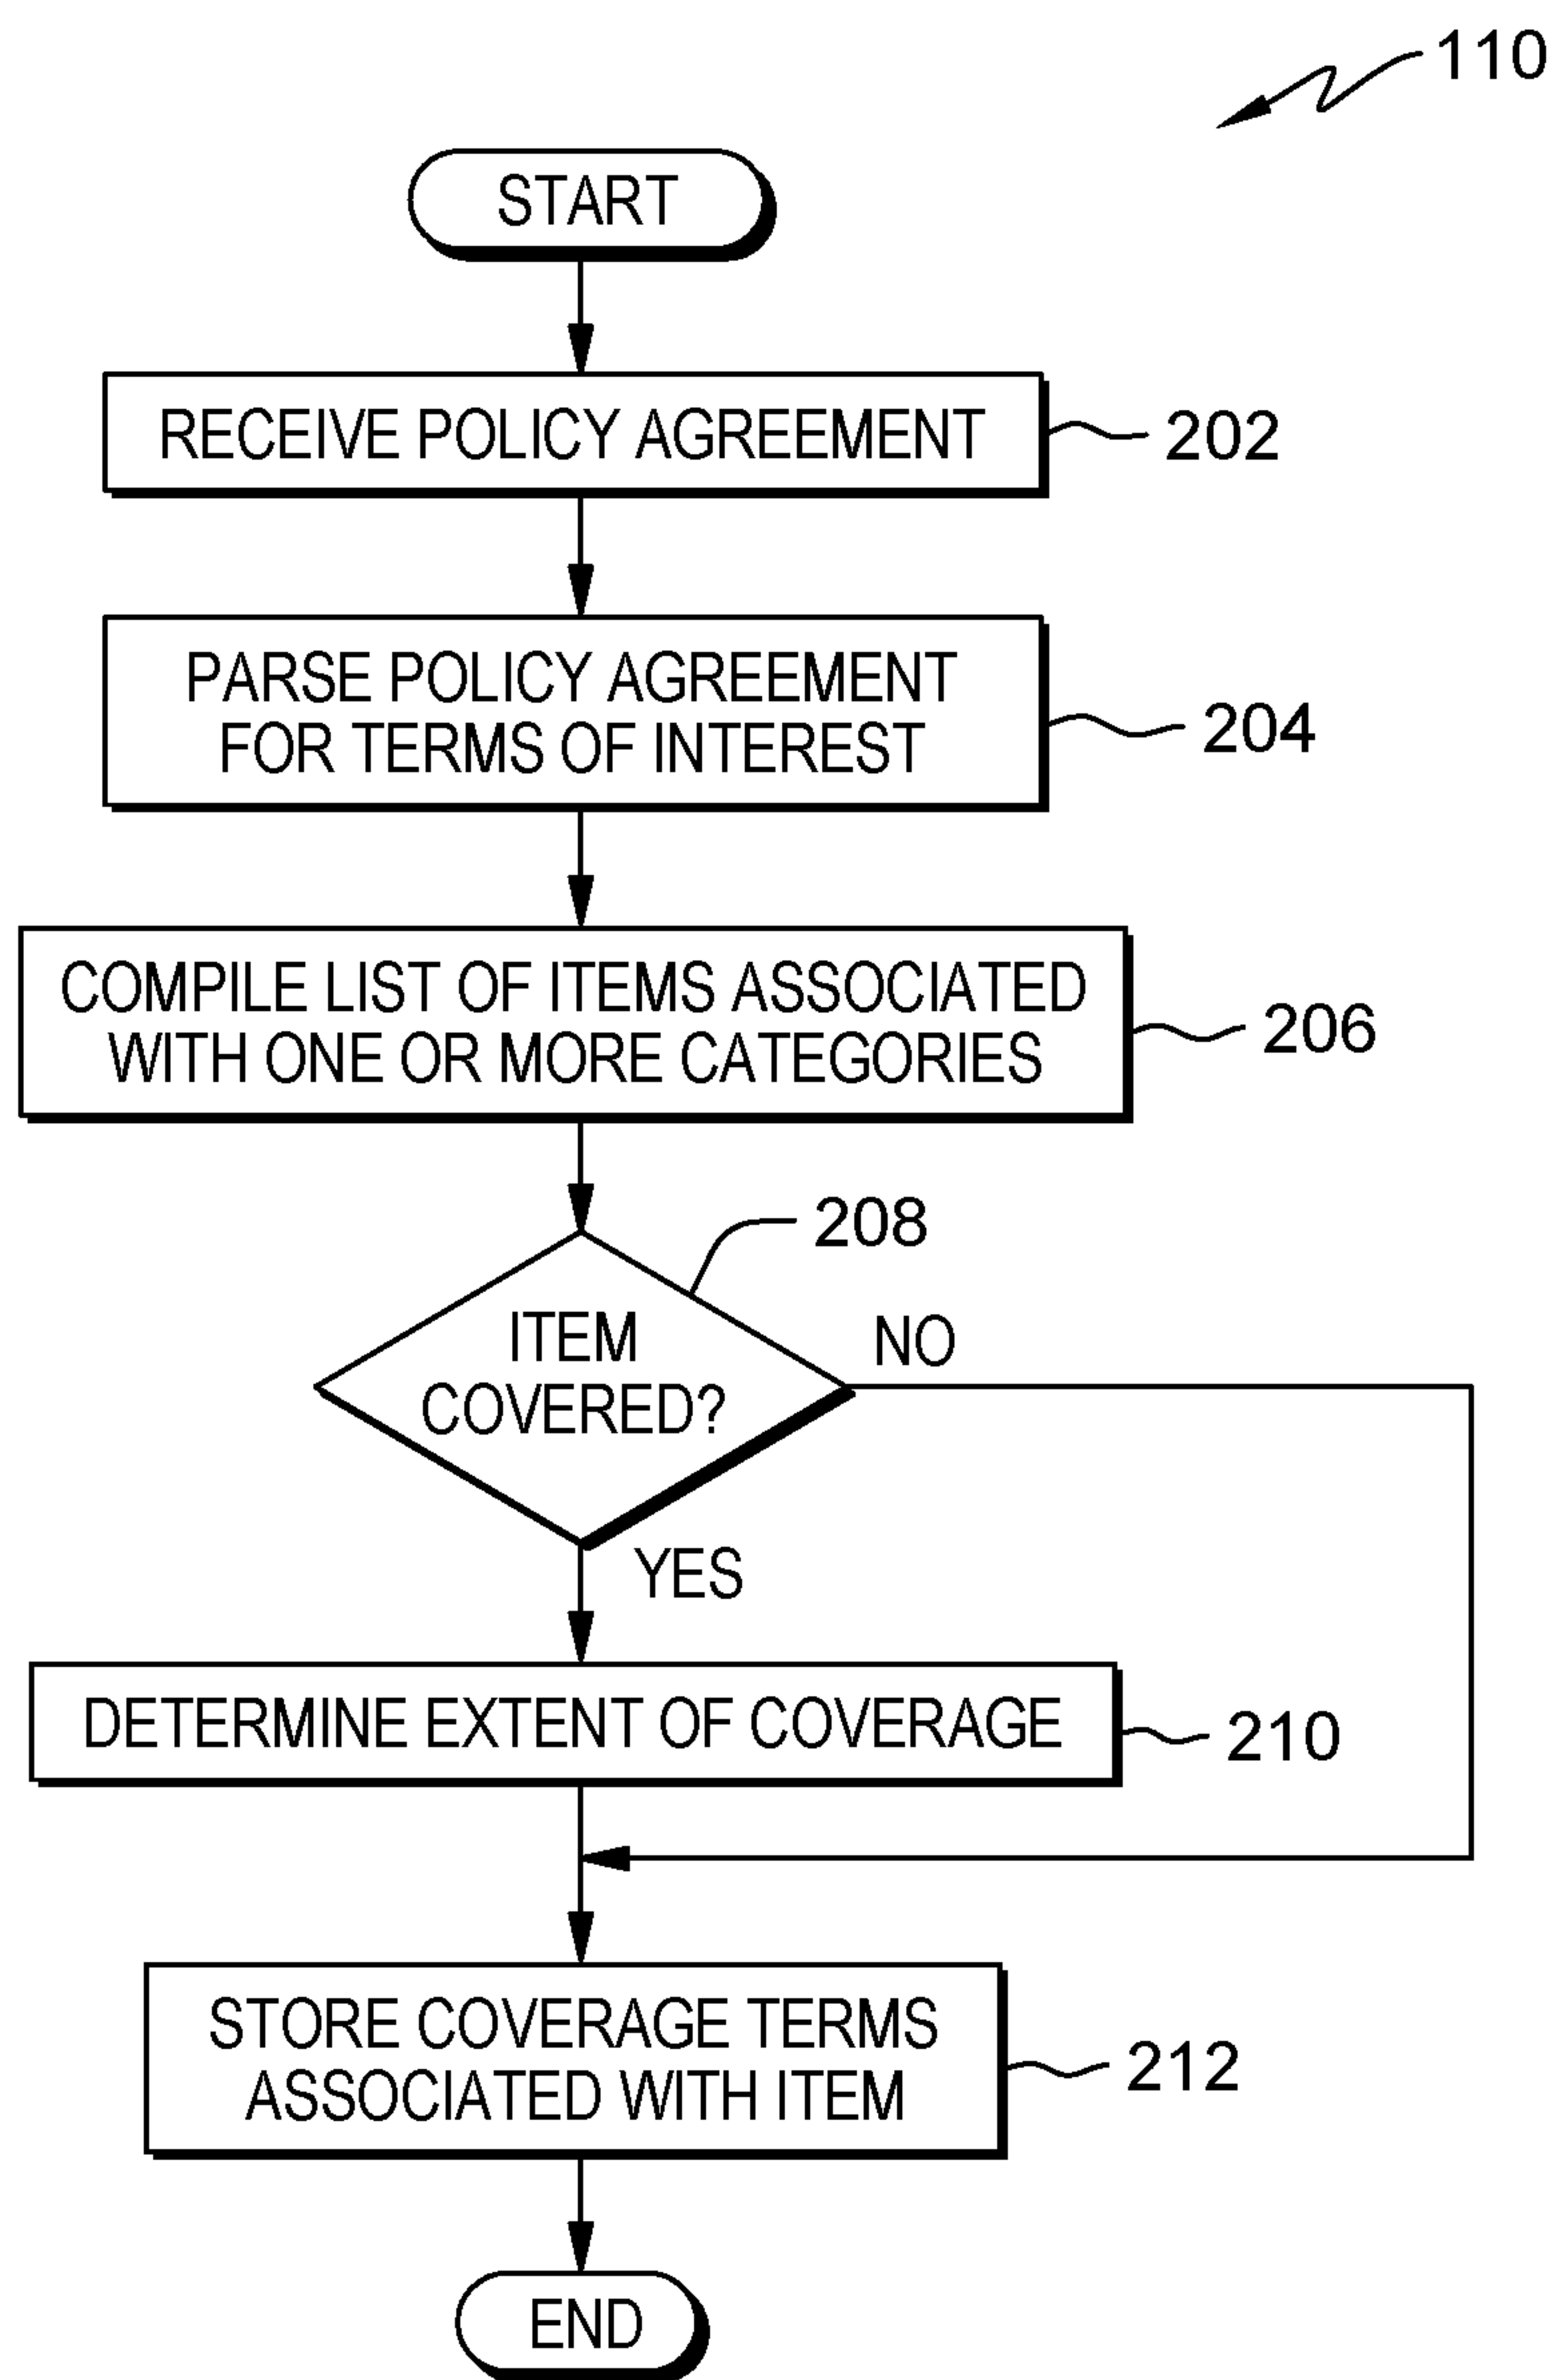 110
START
RECEIVE POLICY AGREEMENT
202
PARSE POLICY AGREEMENT
FOR TERMS OF INTEREST
204
COMPILE LIST OF ITEMS ASSOCIATED
WITH ONE OR MORE CATEGORIES
206
208
ITEM
COVERED?
NO
YES
DETERMINE EXTENT OF COVERAGE
210
STORE COVERAGE TERMS
ASSOCIATED WITH ITEM
212
END